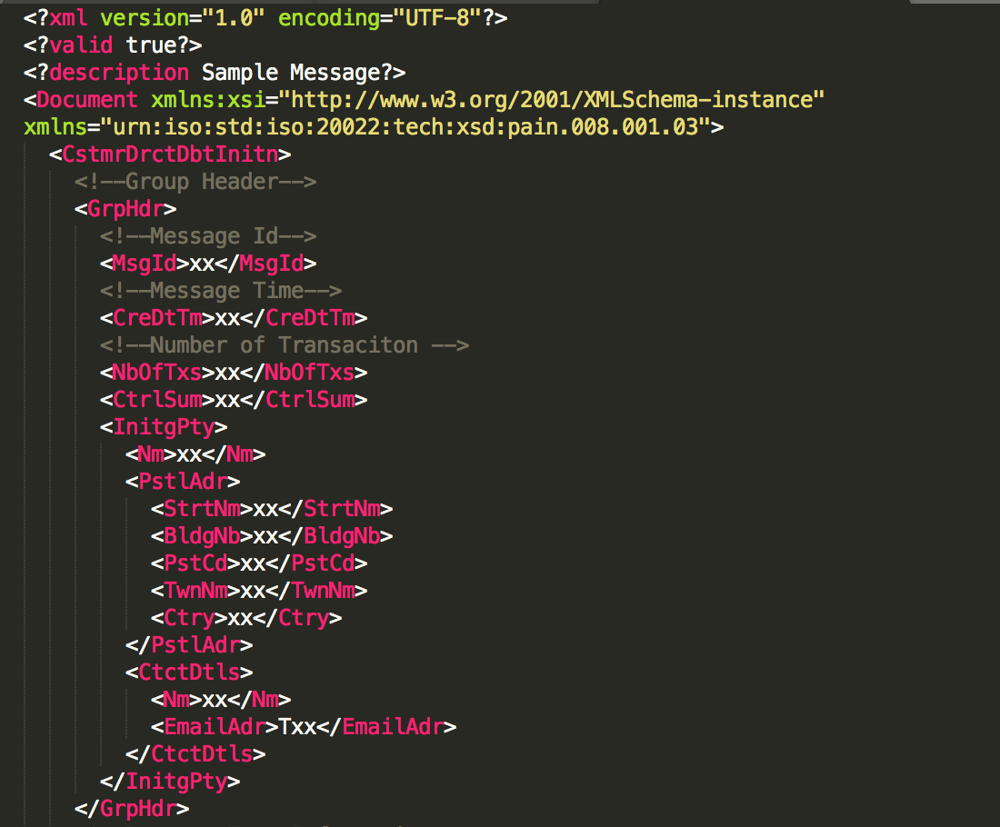 <?xml version="1.0" encoding="UTF-8"?>
<?valid true?>
<?description Sample Message?>
<Document xmlns:xsi="http://www.w3.org/2001/XMLSchema-instance"
xmlns="urn:iso:std:iso:20022:tech:xsd:pain.008.001.03">
<CstmrDrctDbtInitn>
<!--Group Header-->
<GrpHdr>
<!--Message Id-->
<MsgId>xx</MsgId>
<!--Message Time-->
<CreDtTm>xx</CreDtTm>
<!--Number of Transaciton -->
<NbOfTxs>xx</NbOfTxs>
<CtrlSum>xx</CtrlSum>
<InitgPty>
<Nm>xx</Nm>
<PstlAdr>
<StrtNm>xx</StrtNm>
<BldgNb>xx</BldgNb>
<PstCd>xx</PstCd>
<TwnNm>xx</TwnNm>
<Ctry>xx</Ctry>
</PstlAdr>
<CtctDtls>
<Nm>xx</Nm>
<EmailAdr>Txx</EmailAdr>
</CtctDtls>
</InitgPty>
</GrpHdr>